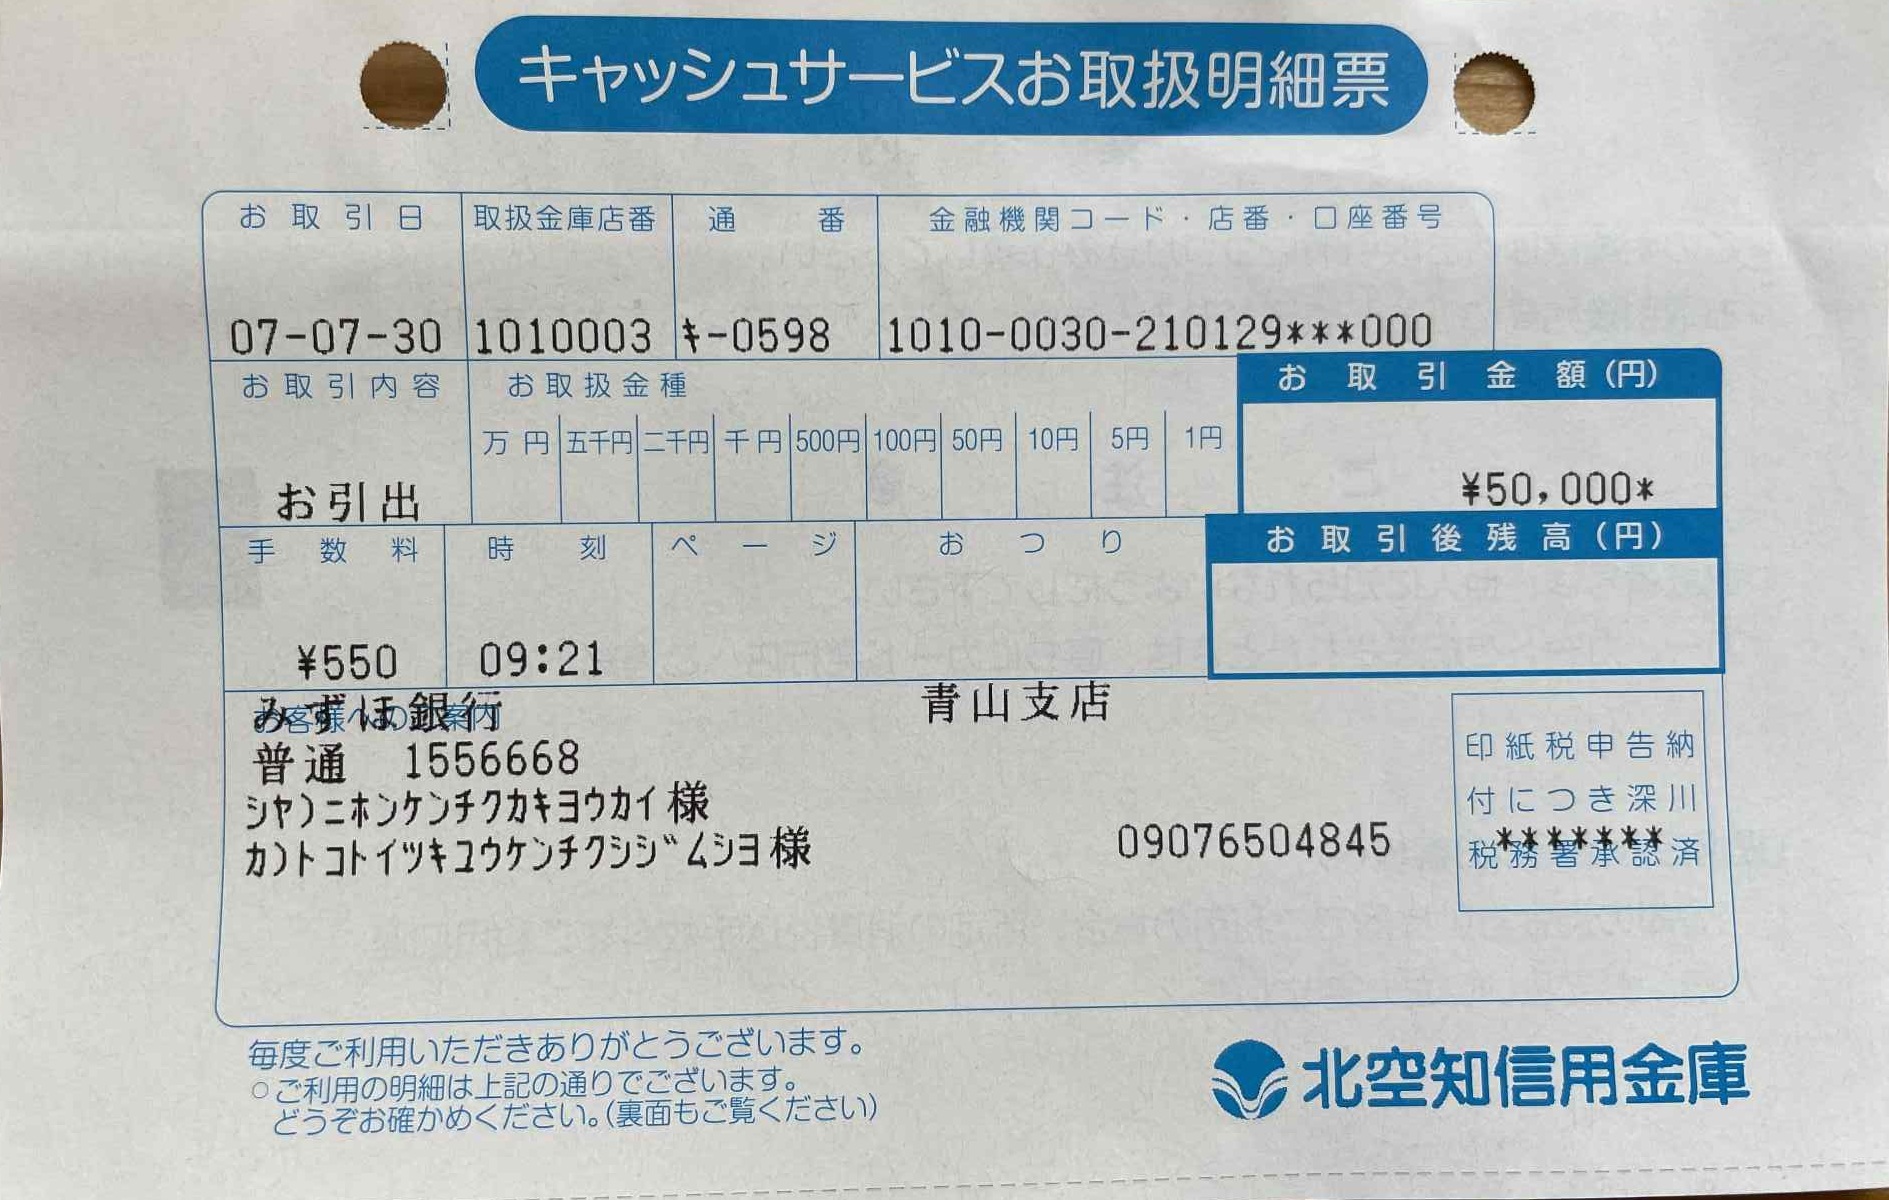 キャッシュサービスお取扱明細票
お取引日 取扱金庫店番 通番 金融機関コード・店番・口座番号
07-07-30 1010003 ｷ-0598 1010-0030-210129***000
お取引内容 お取扱金種 お取引金額(円)
万円 五千円 二千円 千円 500円 100円 50円 10円 5円 1円
お引出 ¥50,000*
手数料 時刻 ページ おつり お取引後残高(円)
¥550 09:21
みずほ銀行 青山支店
普通 1556668
ｼﾔ)ﾆﾎﾝｹﾝﾁｸｶｷﾖｳｶｲ様
ｶ)ﾄｺﾄｲﾂｷﾕｳｹﾝﾁｸｼｼﾞﾑｼﾖ様 09076504845
印紙税申告納
付につき深川
税務署承認済
*******
毎度ご利用いただきありがとうございます。
○ご利用の明細は上記の通りでございます。
どうぞお確かめください。(裏面もご覧ください)
北空知信用金庫